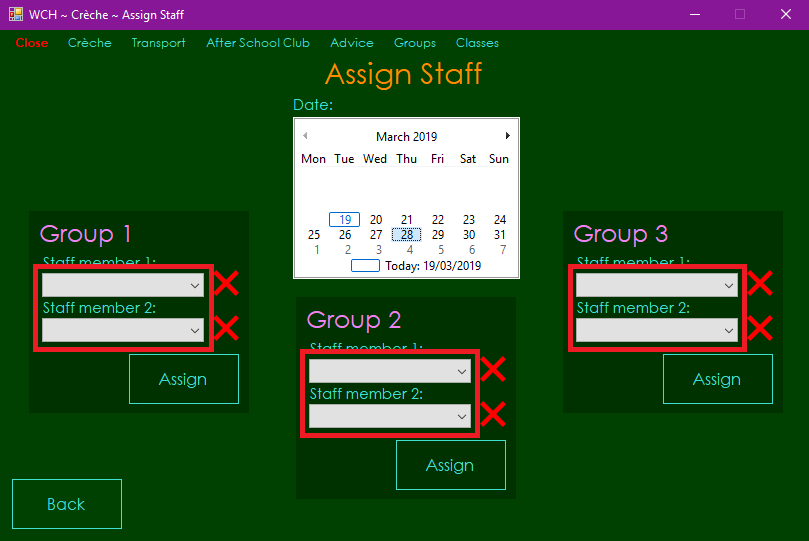 WCH ~ Crèche ~ Assign Staff
Close Crèche Transport After School Club Advice Groups Classes
Assign Staff
Date:
March 2019
Mon Tue Wed Thu Fri Sat Sun
19 20 21 22 23 24
25 26 27 28 29 30 31
1 2 3 4 5 6 7
Today: 19/03/2019
Group 1
Staff member 1:
Staff member 2:
Assign
Group 2
Staff member 1:
Staff member 2:
Assign
Group 3
Staff member 1:
Staff member 2:
Assign
Back